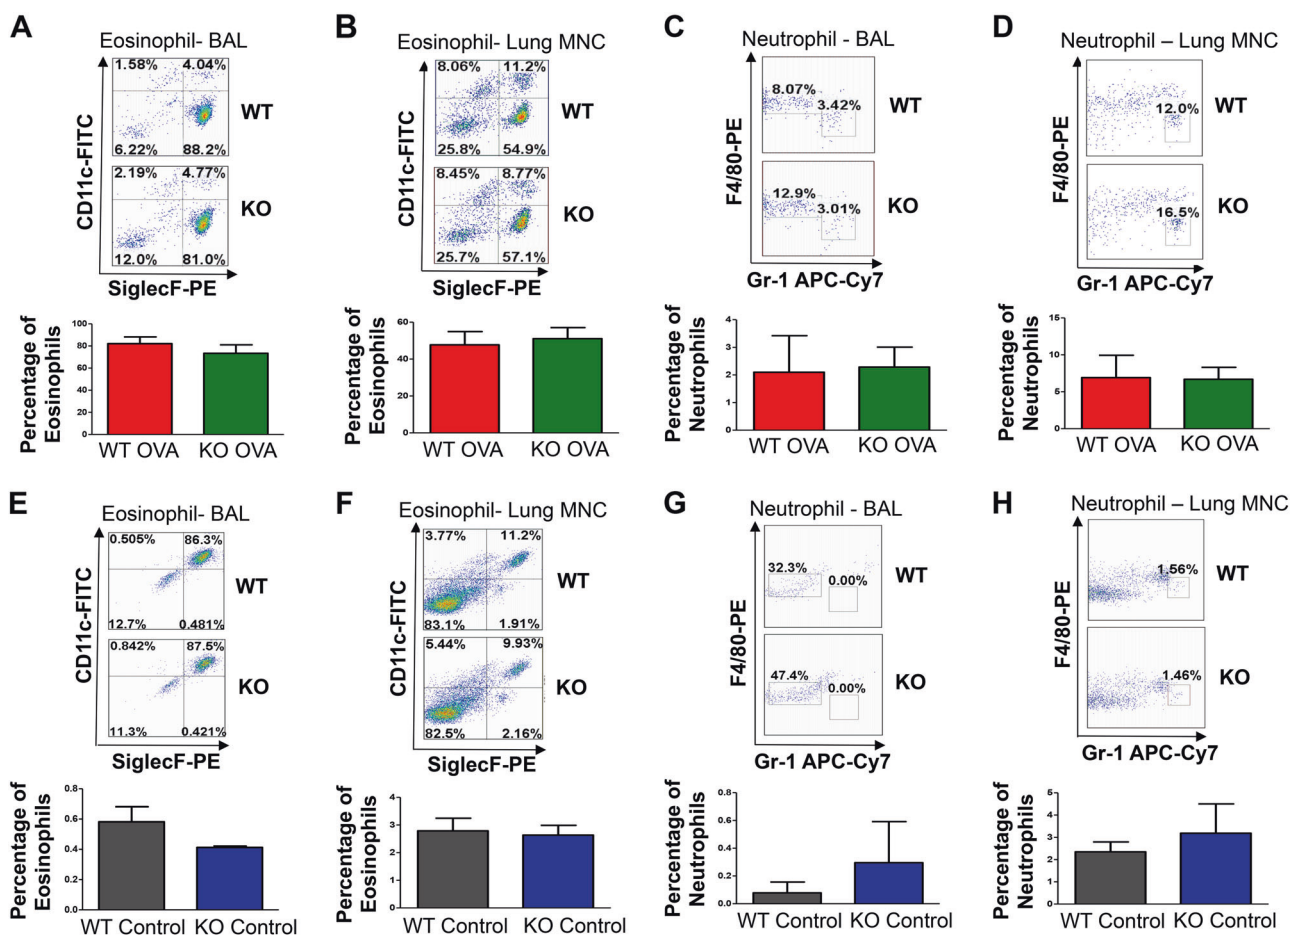 A
Eosinophil- BAL
1.58% 4.04%
WT
6.22% 88.2%
2.19% 4.77%
KO
12.0% 81.0%
CD11c-FITC
SiglecF-PE
Percentage of
Eosinophils
100
80
60
40
20
0
WT OVA KO OVA
B
Eosinophil- Lung MNC
8.06% 11.2%
WT
25.8% 54.9%
8.45% 8.77%
KO
25.7% 57.1%
CD11c-FITC
SiglecF-PE
Percentage of
Eosinophils
60
40
20
0
WT OVA KO OVA
C
Neutrophil - BAL
8.07%
3.42%
WT
12.9%
3.01%
KO
F4/80-PE
Gr-1 APC-Cy7
Percentage of
Neutrophils
4
3
2
1
0
WT OVA KO OVA
D
Neutrophil – Lung MNC
12.0%
WT
16.5%
KO
F4/80-PE
Gr-1 APC-Cy7
Percentage of
Neutrophils
15
10
5
0
WT OVA KO OVA
E
Eosinophil- BAL
0.505% 86.3%
WT
12.7% 0.481%
0.842% 87.5%
KO
11.3% 0.421%
CD11c-FITC
SiglecF-PE
Percentage of
Eosinophils
0.8
0.6
0.4
0.2
0.0
WT Control KO Control
F
Eosinophil- Lung MNC
3.77% 11.2%
WT
83.1% 1.91%
5.44% 9.93%
KO
82.5% 2.16%
CD11c-FITC
SiglecF-PE
Percentage of
Eosinophils
4
3
2
1
0
WT Control KO Control
G
Neutrophil - BAL
32.3%
0.00%
WT
47.4%
0.00%
KO
F4/80-PE
Gr-1 APC-Cy7
Percentage of
Neutrophils
0.8
0.6
0.4
0.2
0.0
WT Control KO Control
H
Neutrophil – Lung MNC
1.56%
WT
1.46%
KO
F4/80-PE
Gr-1 APC-Cy7
Percentage of
Neutrophils
5
4
3
2
1
0
WT Control KO Control